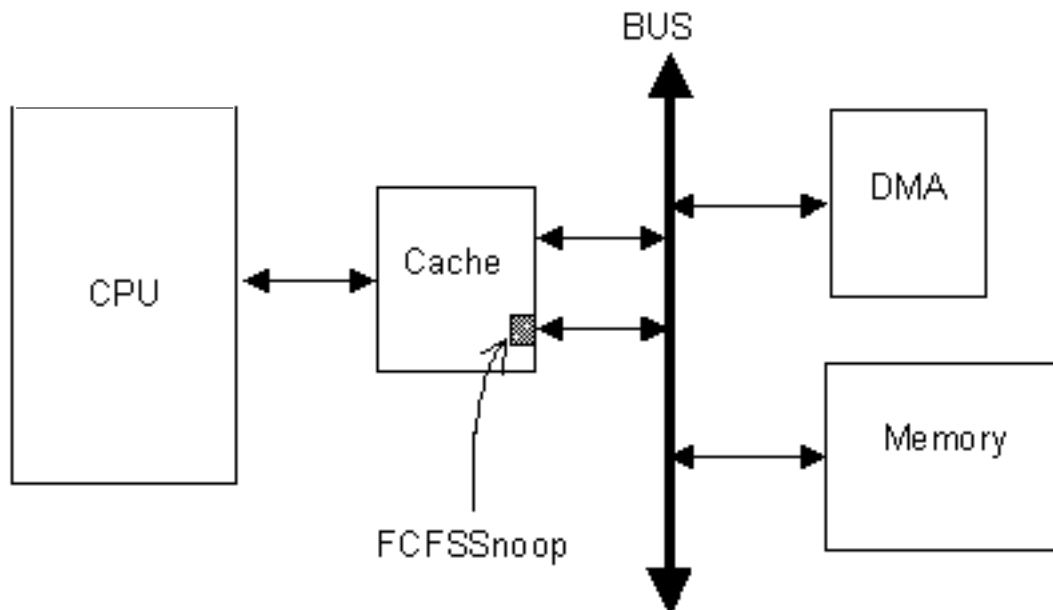 BUS
DMA
Cache
CPU
Memory
FCFSSnoop